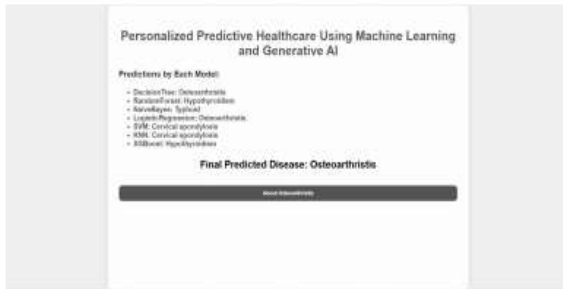 Personalized Predictive Healthcare Using Machine Learning
and Generative AI
Predictions by Each Model:
DecisionTree: Osteoarthristis
RandomForest: Hypothyroidism
NaiveBayes: Typhoid
LogisticRegression: Osteoarthristis
SVM: Cervical spondylosis
KNN: Cervical spondylosis
XGBoost: Hypothyroidism
Final Predicted Disease: Osteoarthristis
About Osteoarthristis